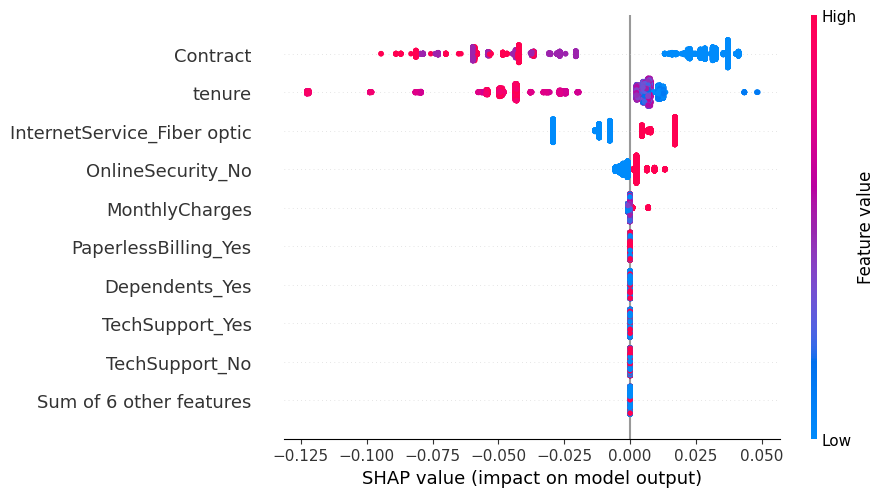 High
Contract
tenure
InternetService_Fiber optic
OnlineSecurity_No
MonthlyCharges
PaperlessBilling_Yes
Dependents_Yes
TechSupport_Yes
TechSupport_No
Sum of 6 other features
Feature value
Low
−0.125 −0.100 −0.075 −0.050 −0.025 0.000 0.025 0.050
SHAP value (impact on model output)